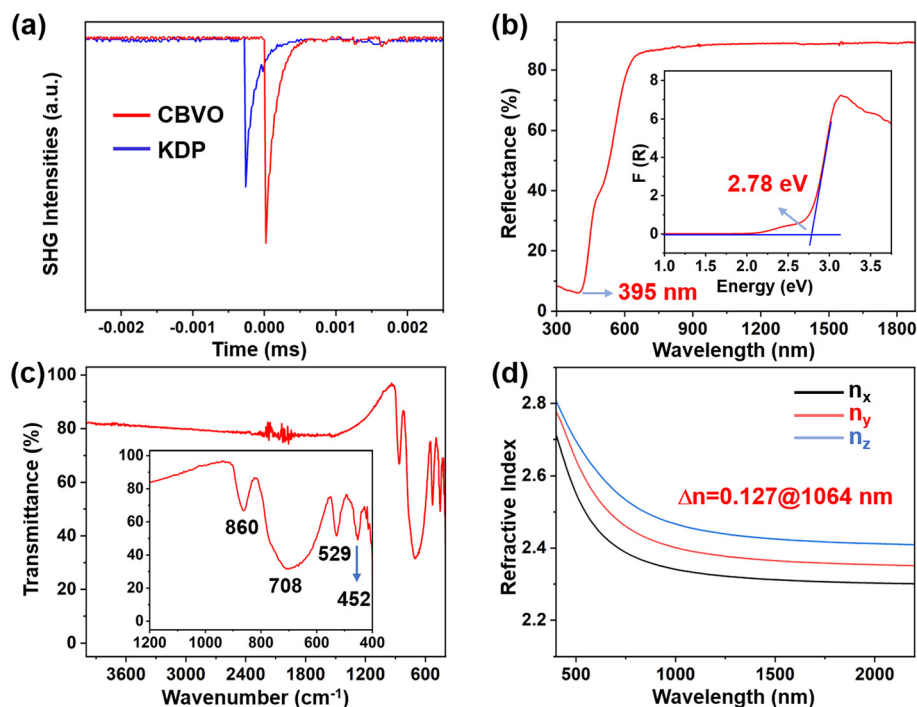 (a)
SHG Intensities (a.u.)
CBVO
KDP
-0.002 -0.001 0.000 0.001 0.002
Time (ms)
(b)
Reflectance (%)
80
60
40
20
0
300 600 900 1200 1500 1800
Wavelength (nm)
395 nm
F (R)
8
6
4
2
0
2.78 eV
1.0 1.5 2.0 2.5 3.0 3.5
Energy (eV)
(c)
Transmittance (%)
100
80
60
40
20
0
3600 3000 2400 1800 1200 600
Wavenumber (cm-1)
100
80
60
40
20
0
860
708
529
452
1200 1000 800 600 400
(d)
Refractive Index
2.8
2.6
2.4
2.2
nx
ny
nz
Δn=0.127@1064 nm
500 1000 1500 2000
Wavelength (nm)